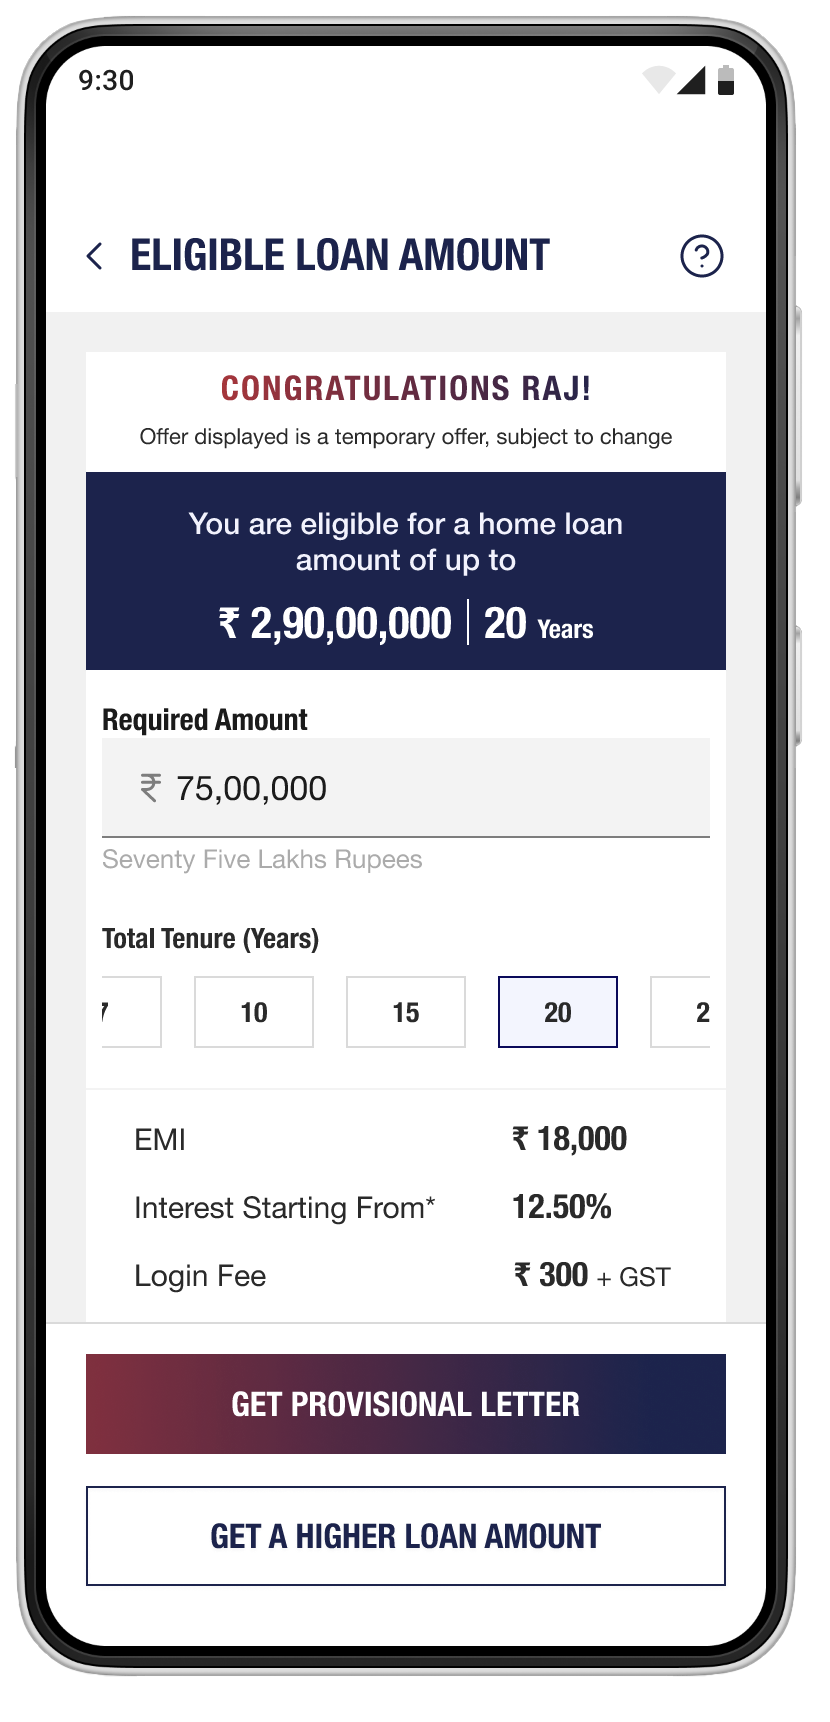 9:30
ELIGIBLE LOAN AMOUNT
?
CONGRATULATIONS RAJ!
Offer displayed is a temporary offer, subject to change
You are eligible for a home loan
amount of up to
₹ 2,90,00,000 | 20 Years
Required Amount
₹ 75,00,000
Seventy Five Lakhs Rupees
Total Tenure (Years)
7 10 15 20 2
EMI ₹ 18,000
Interest Starting From* 12.50%
Login Fee ₹ 300 + GST
GET PROVISIONAL LETTER
GET A HIGHER LOAN AMOUNT